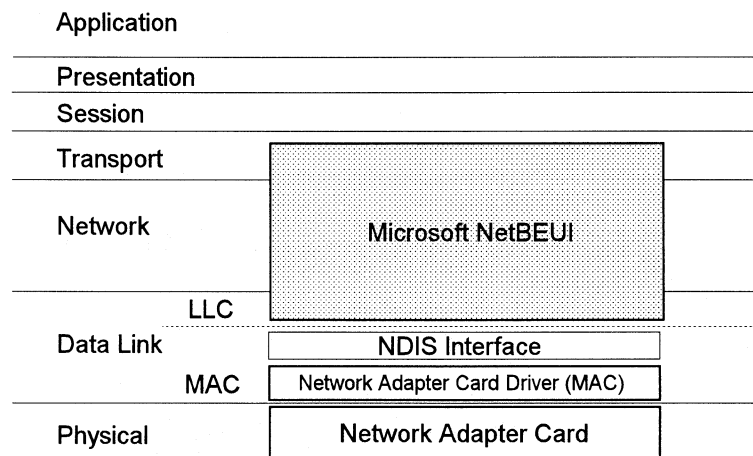 Application
Presentation
Session
Transport
Network
Microsoft NetBEUI
LLC
Data Link
NDIS Interface
MAC
Network Adapter Card Driver (MAC)
Physical
Network Adapter Card